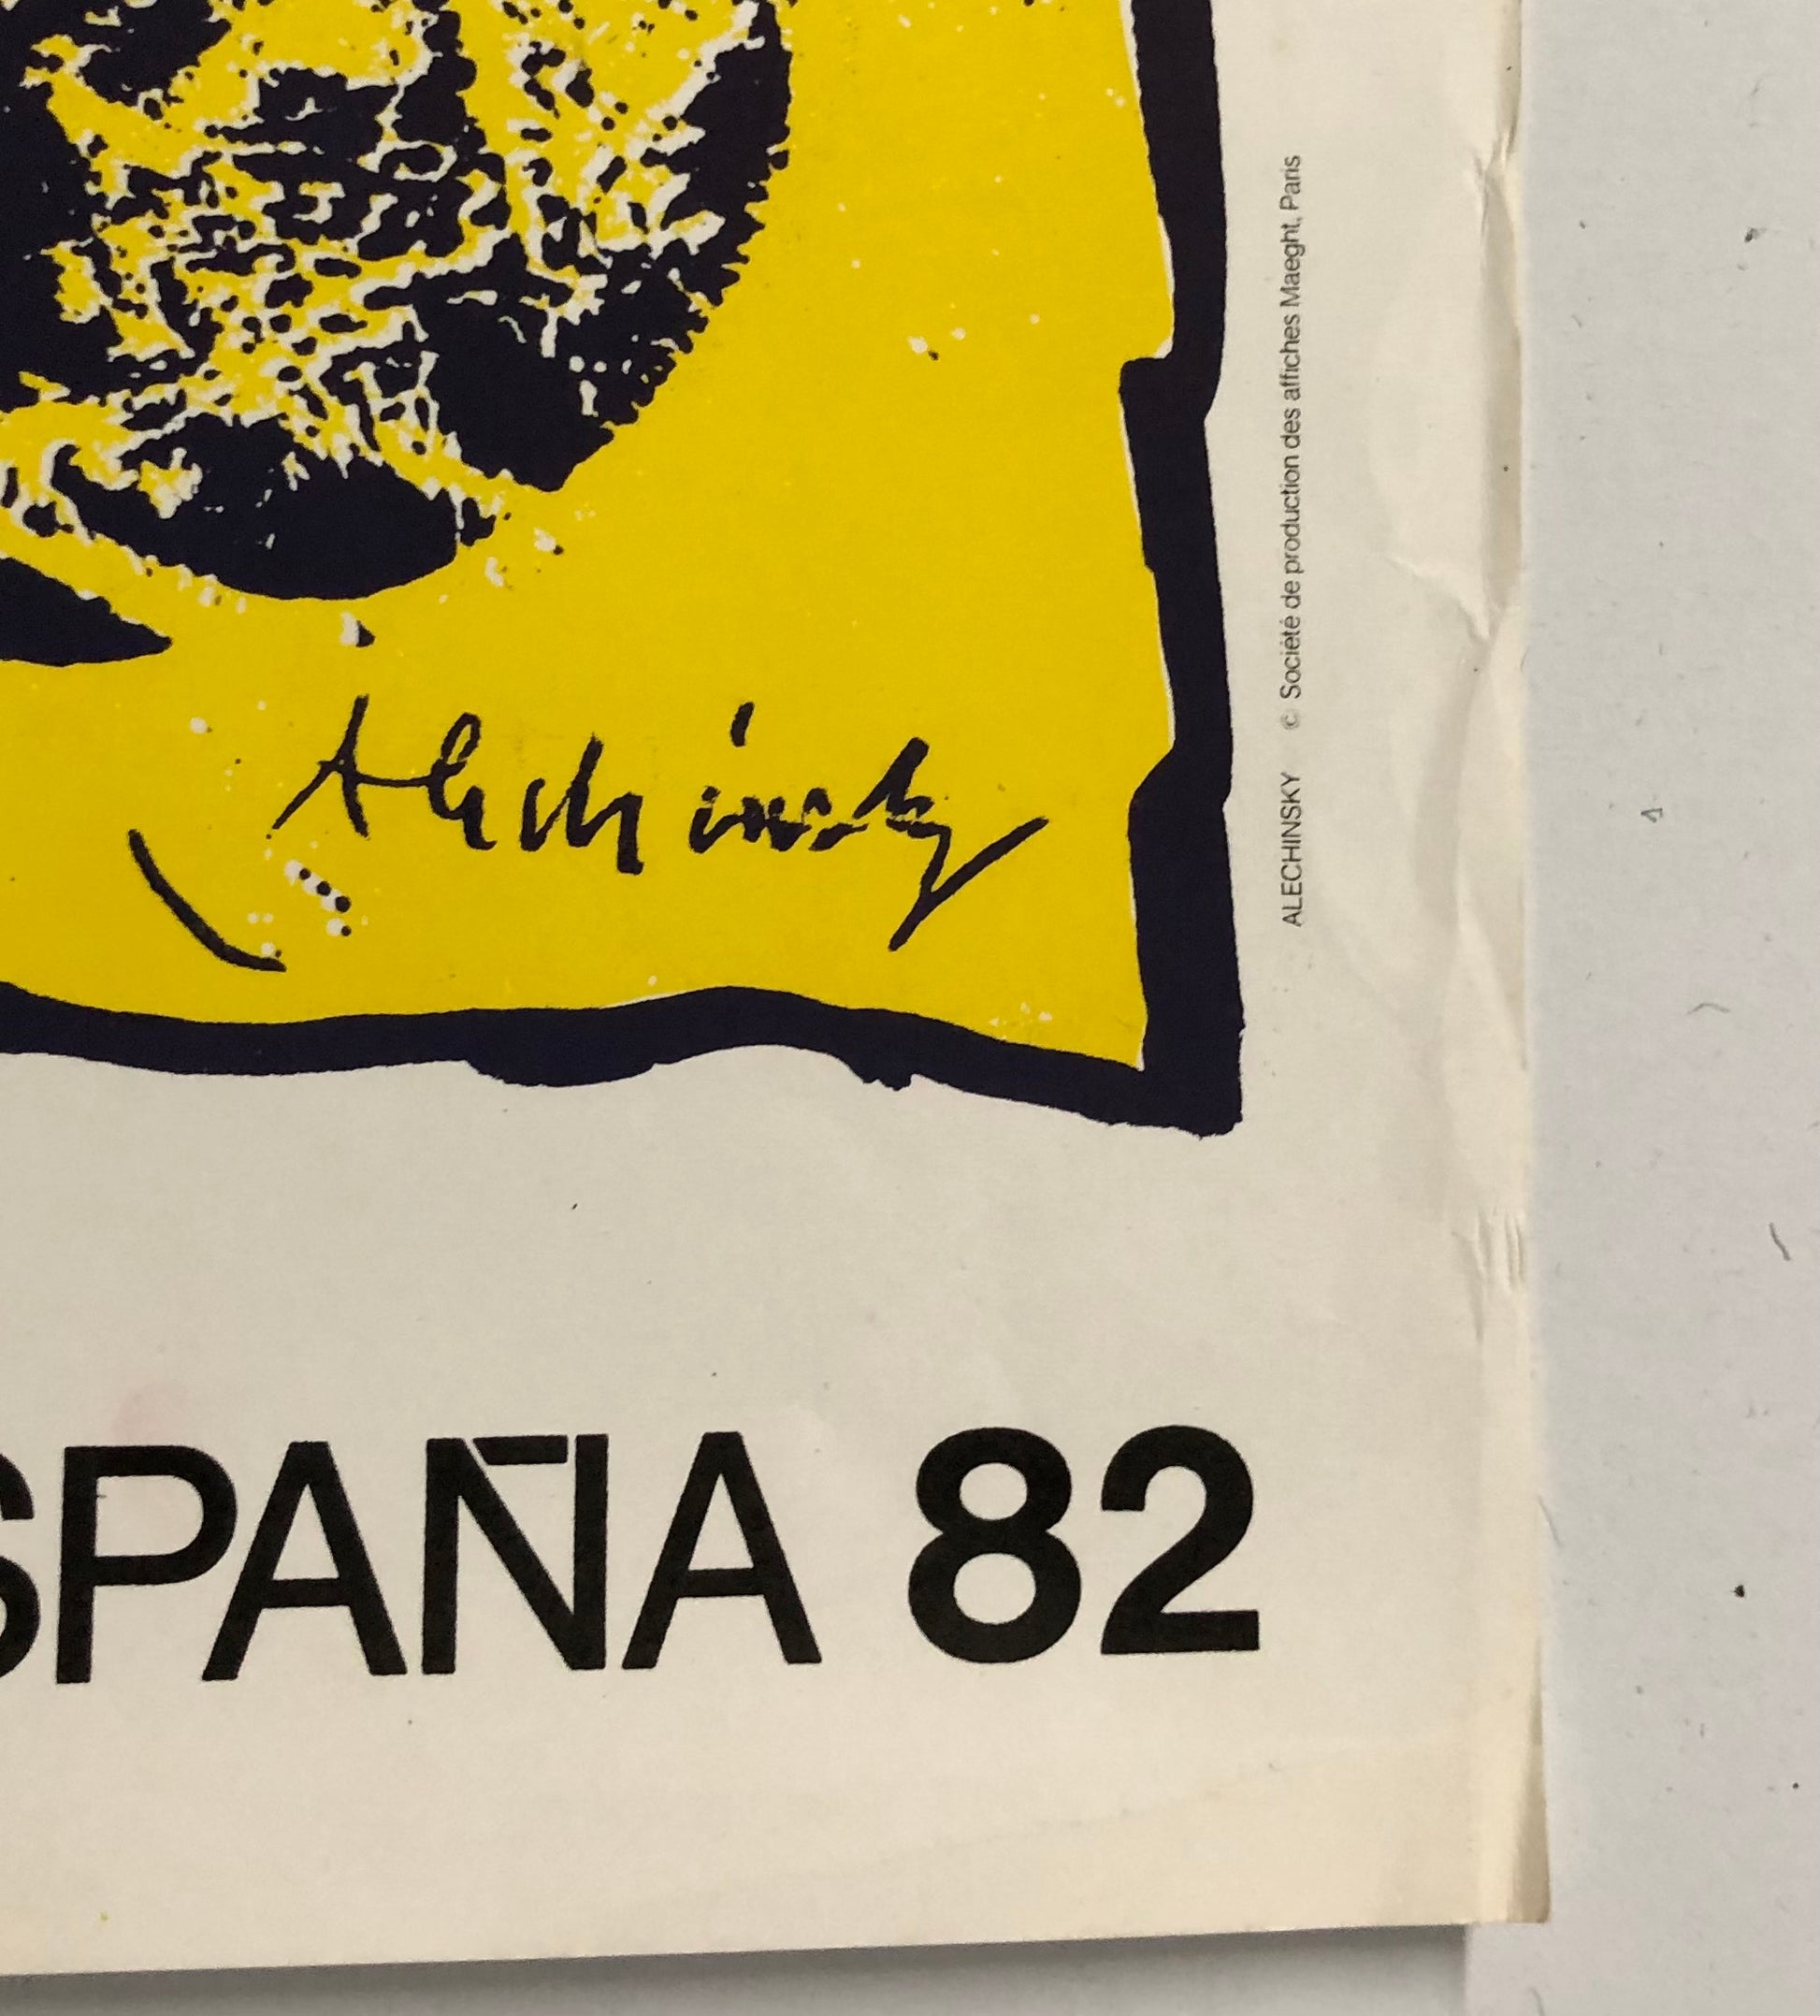 Alechinsky
ALECHINSKY © Société de production des affiches Maeght, Paris
SPAÑA 82